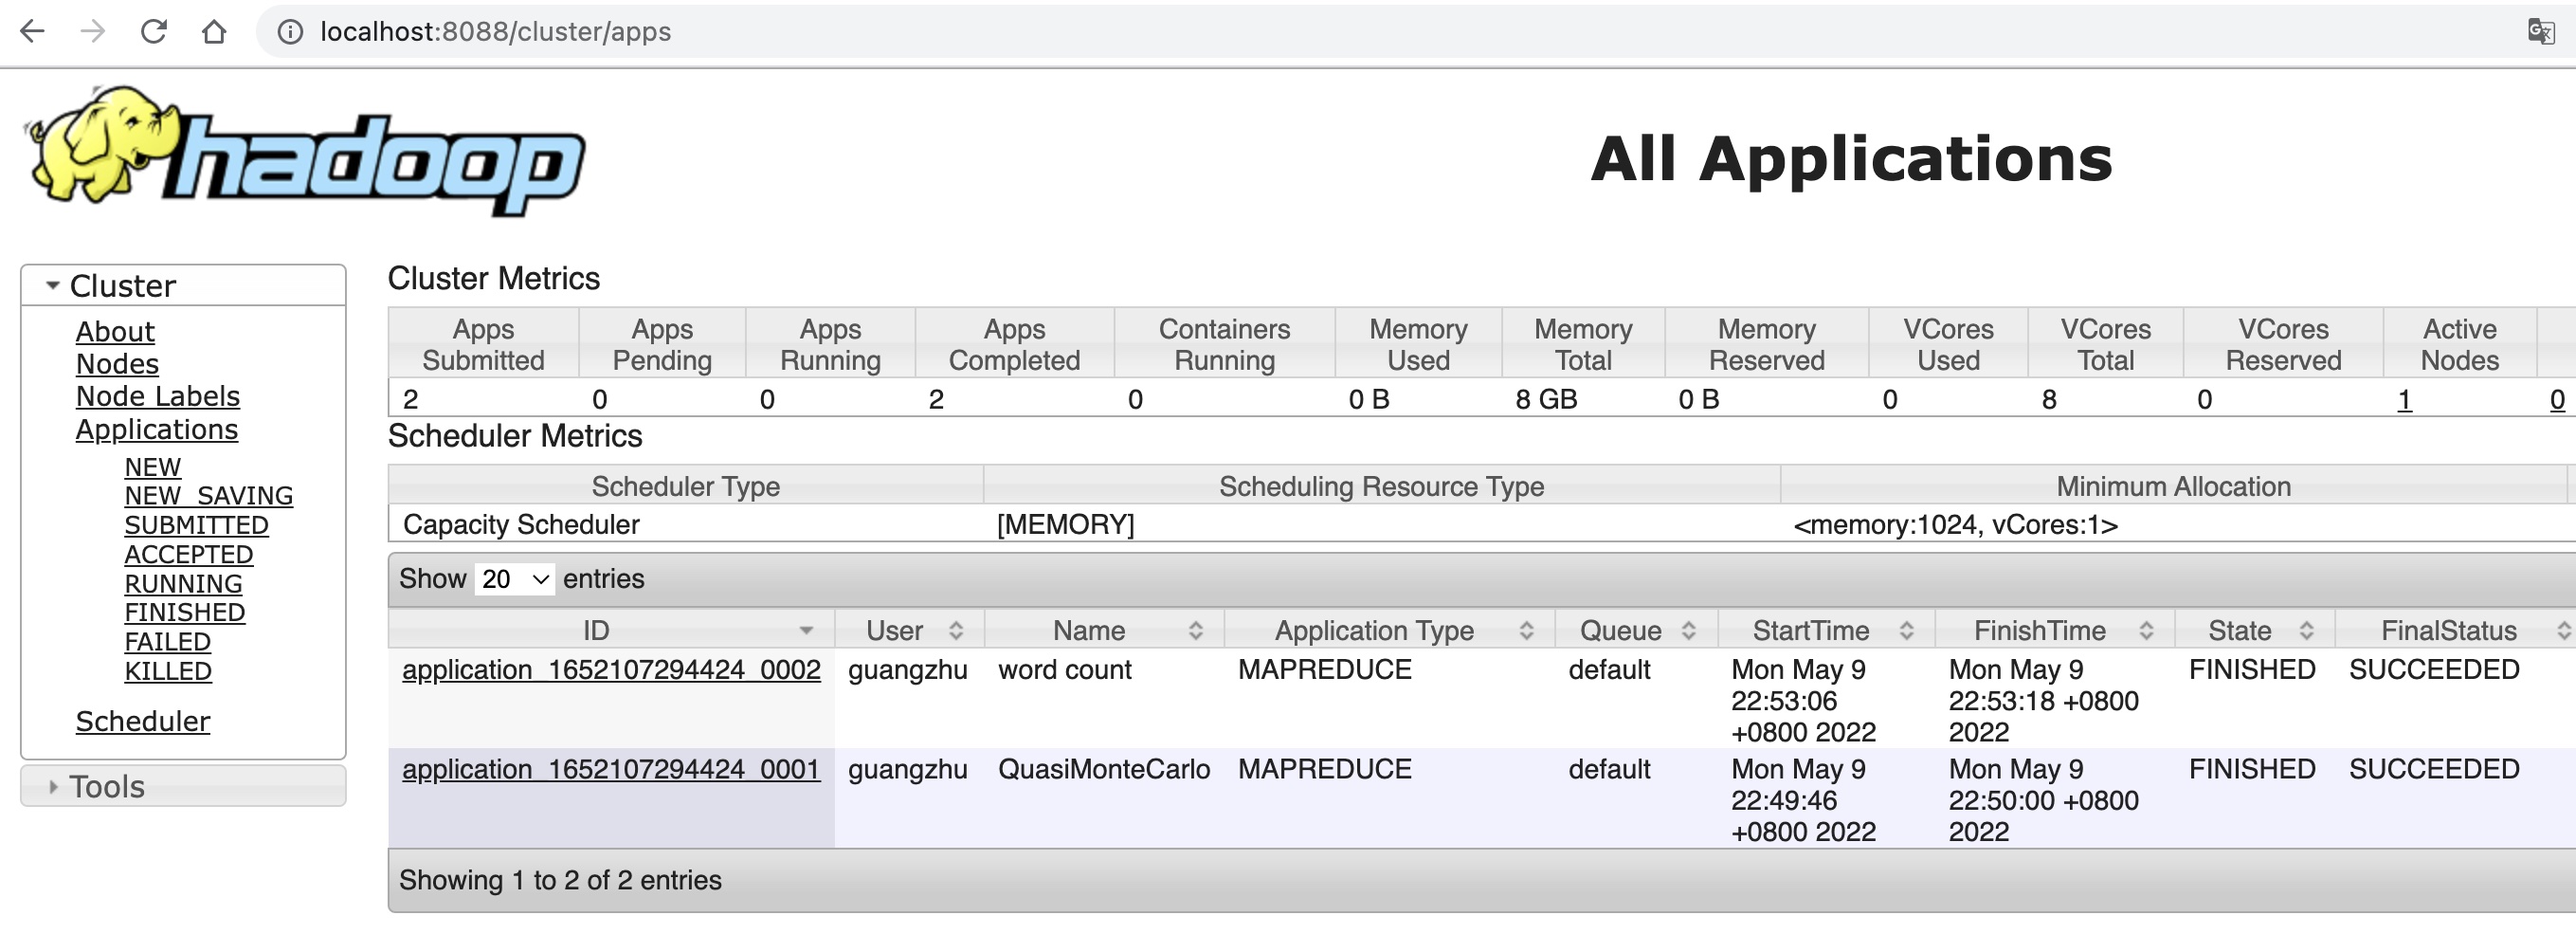 localhost:8088/cluster/apps
hadoop
All Applications
Cluster
About
Nodes
Node Labels
Applications
NEW
NEW_SAVING
SUBMITTED
ACCEPTED
RUNNING
FINISHED
FAILED
KILLED
Scheduler
Tools
Cluster Metrics
Apps Submitted Apps Pending Apps Running Apps Completed Containers Running Memory Used Memory Total Memory Reserved VCores Used VCores Total VCores Reserved Active Nodes
2 0 0 2 0 0 B 8 GB 0 B 0 8 0 1 0
Scheduler Metrics
Scheduler Type Scheduling Resource Type Minimum Allocation
Capacity Scheduler [MEMORY] <memory:1024, vCores:1>
Show 20 entries
ID User Name Application Type Queue StartTime FinishTime State FinalStatus
application_1652107294424_0002 guangzhu word count MAPREDUCE default Mon May 9 22:53:06 +0800 2022 Mon May 9 22:53:18 +0800 2022 FINISHED SUCCEEDED
application_1652107294424_0001 guangzhu QuasiMonteCarlo MAPREDUCE default Mon May 9 22:49:46 +0800 2022 Mon May 9 22:50:00 +0800 2022 FINISHED SUCCEEDED
Showing 1 to 2 of 2 entries